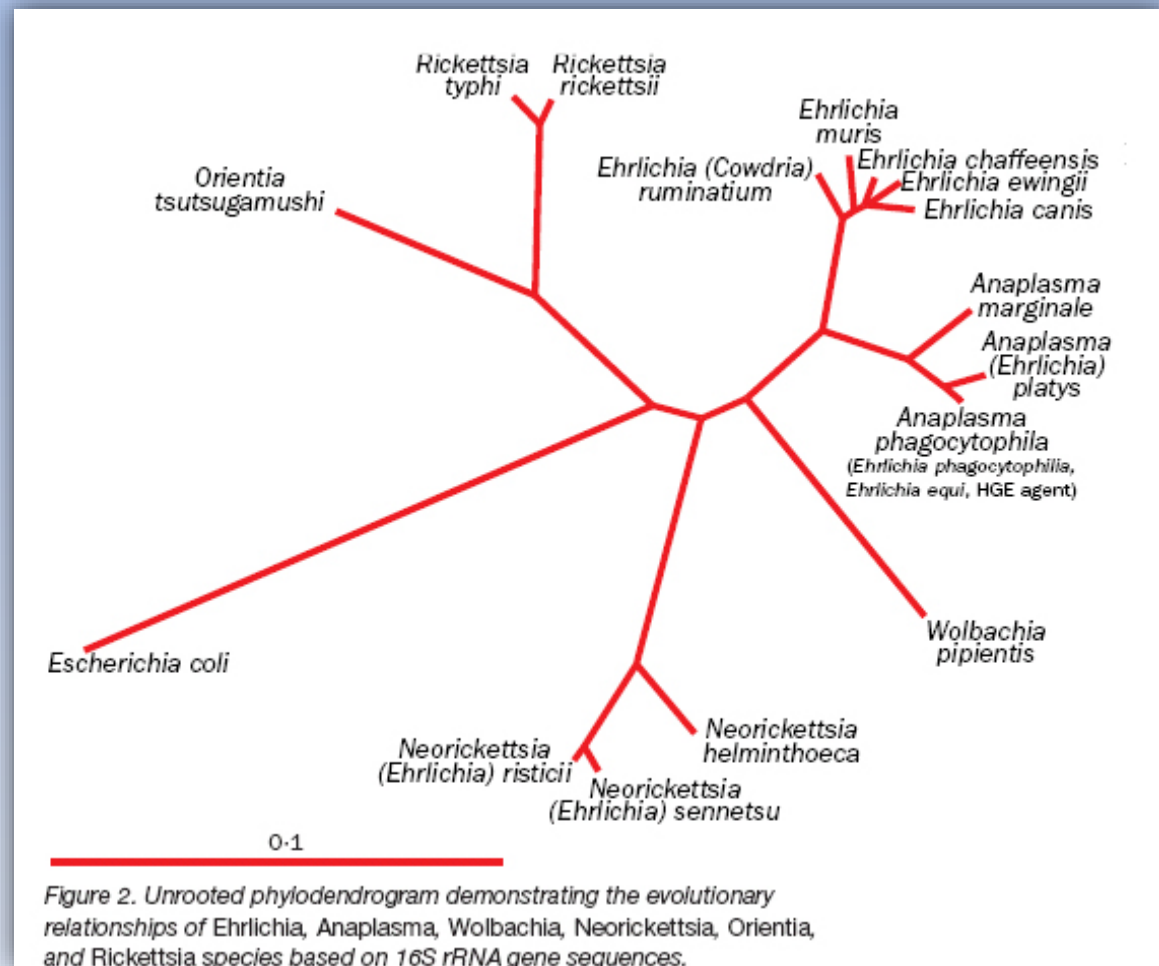 Rickettsia
typhi
Rickettsia
rickettsii
Orientia
tsutsugamushi
Ehrlichia (Cowdria)
ruminatium
Ehrlichia
muris
Ehrlichia chaffeensis
Ehrlichia ewingii
Ehrlichia canis
Anaplasma
marginale
Anaplasma
(Ehrlichia)
platys
Anaplasma
phagocytophila
(Ehrlichia phagocytophilia,
Ehrlichia equi, HGE agent)
Wolbachia
pipientis
Escherichia coli
Neorickettsia
helminthoeca
Neorickettsia
(Ehrlichia) risticii
Neorickettsia
(Ehrlichia) sennetsu
0·1
Figure 2. Unrooted phylodendrogram demonstrating the evolutionary
relationships of Ehrlichia, Anaplasma, Wolbachia, Neorickettsia, Orientia,
and Rickettsia species based on 16S rRNA gene sequences.